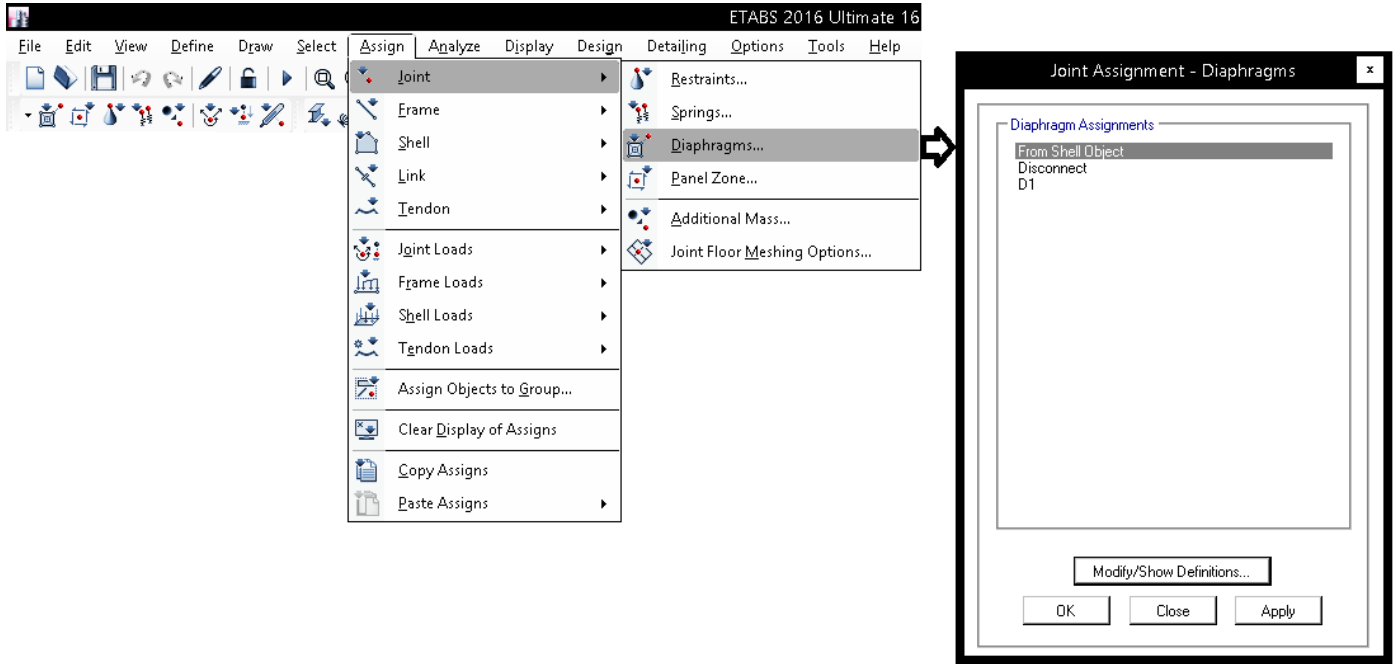 ETABS 2016 Ultimate 16
File Edit View Define Draw Select Assign Analyze Display Design Detailing Options Tools Help
Joint
Frame
Shell
Link
Tendon
Joint Loads
Frame Loads
Shell Loads
Tendon Loads
Assign Objects to Group...
Clear Display of Assigns
Copy Assigns
Paste Assigns
Restraints...
Springs...
Diaphragms...
Panel Zone...
Additional Mass...
Joint Floor Meshing Options...
Joint Assignment - Diaphragms x
Diaphragm Assignments
From Shell Object
Disconnect
D1
Modify/Show Definitions...
OK Close Apply